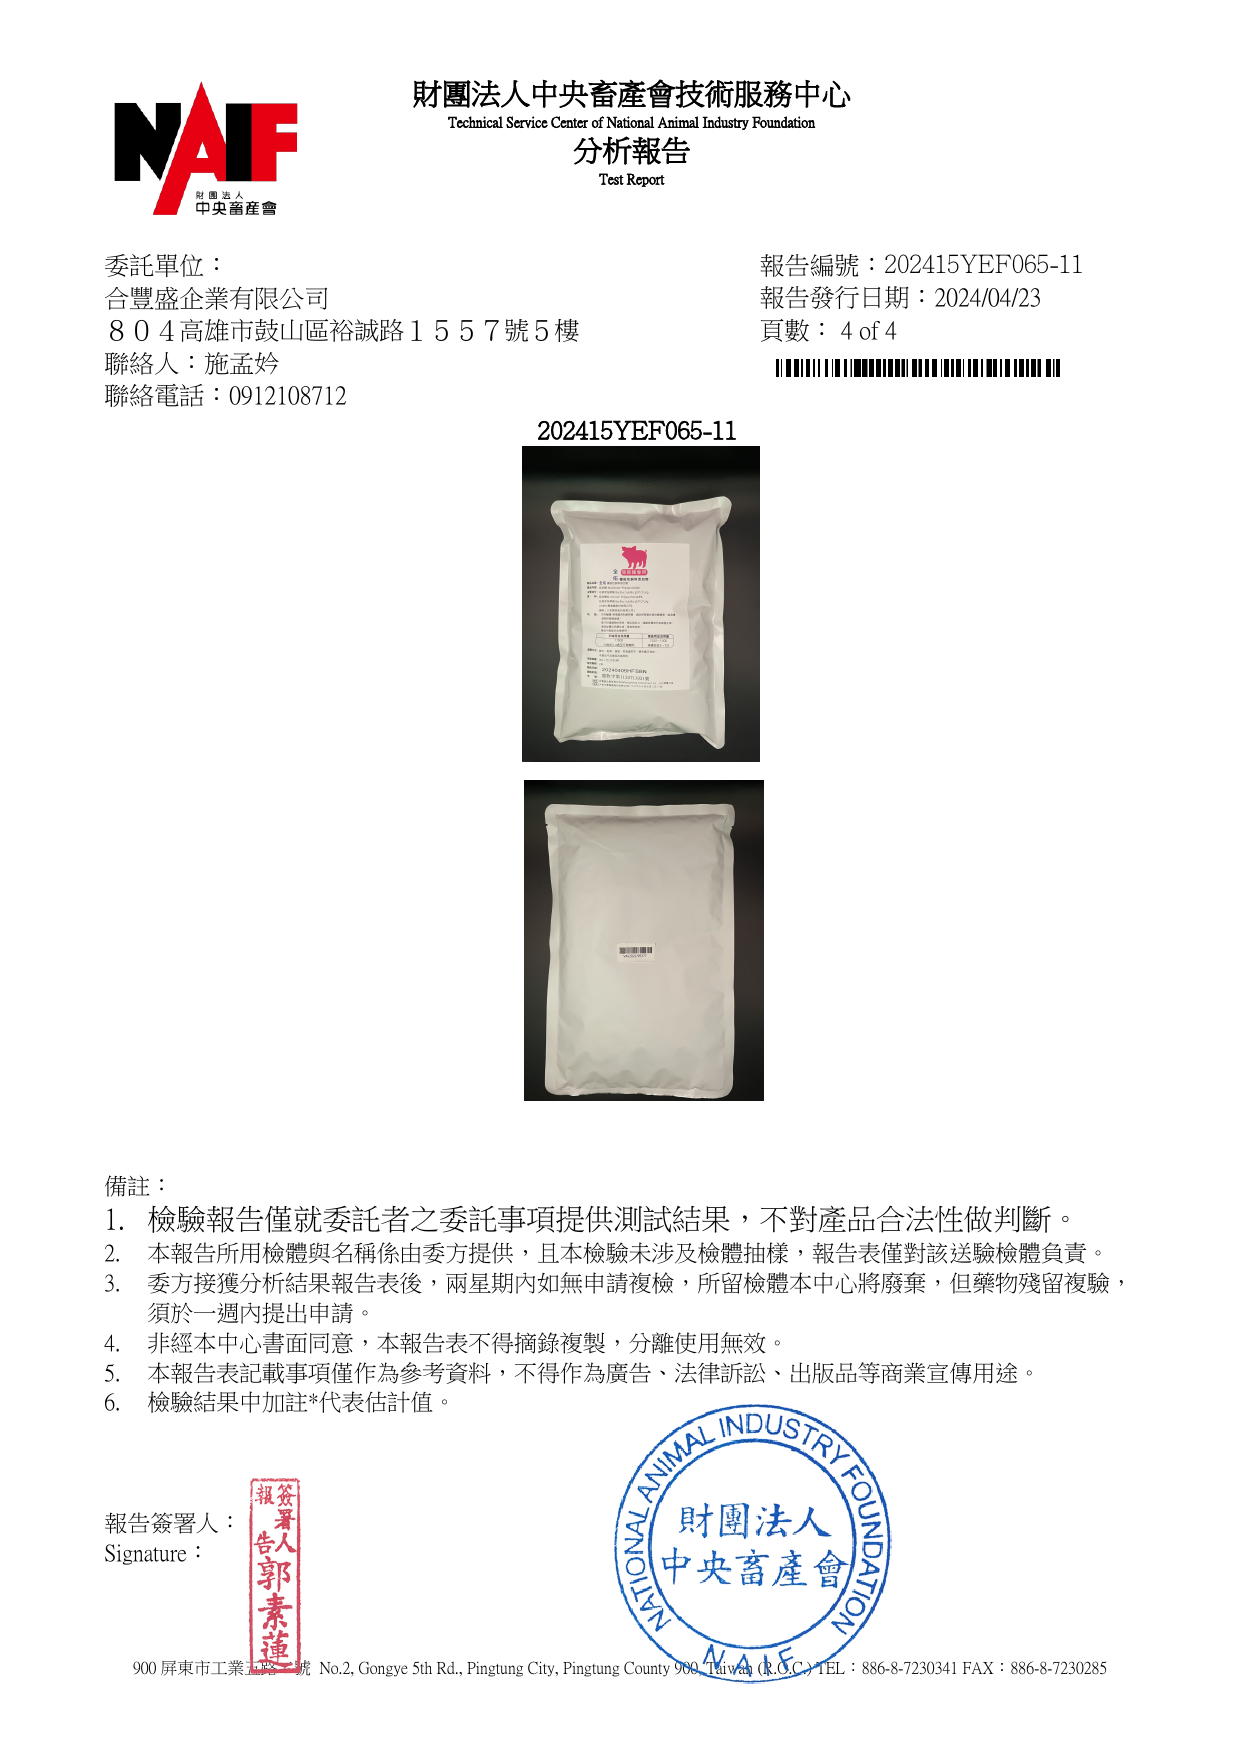 NAIF
財團法人
中央畜產會
財團法人中央畜產會技術服務中心
Technical Service Center of National Animal Industry Foundation
分析報告
Test Report
委託單位：
合豐盛企業有限公司
８０４高雄市鼓山區裕誠路１５５７號５樓
聯絡人：施孟妗
聯絡電話：0912108712
報告編號：202415YEF065-11
報告發行日期：2024/04/23
頁數： 4 of 4
202415YEF065-11
20240409HFSBN
備註：
1. 檢驗報告僅就委託者之委託事項提供測試結果，不對產品合法性做判斷。
2. 本報告所用檢體與名稱係由委方提供，且本檢驗未涉及檢體抽樣，報告表僅對該送驗檢體負責。
3. 委方接獲分析結果報告表後，兩星期內如無申請複檢，所留檢體本中心將廢棄，但藥物殘留複驗，
須於一週內提出申請。
4. 非經本中心書面同意，本報告表不得摘錄複製，分離使用無效。
5. 本報告表記載事項僅作為參考資料，不得作為廣告、法律訴訟、出版品等商業宣傳用途。
6. 檢驗結果中加註*代表估計值。
報告簽署人：
Signature：
報告簽署人
郭素蓮
NATIONAL ANIMAL INDUSTRY FOUNDATION
財團法人
中央畜產會
NAIF
900 屏東市工業五路二號 No.2, Gongye 5th Rd., Pingtung City, Pingtung County 900, Taiwan (R.O.C.) TEL：886-8-7230341 FAX：886-8-7230285